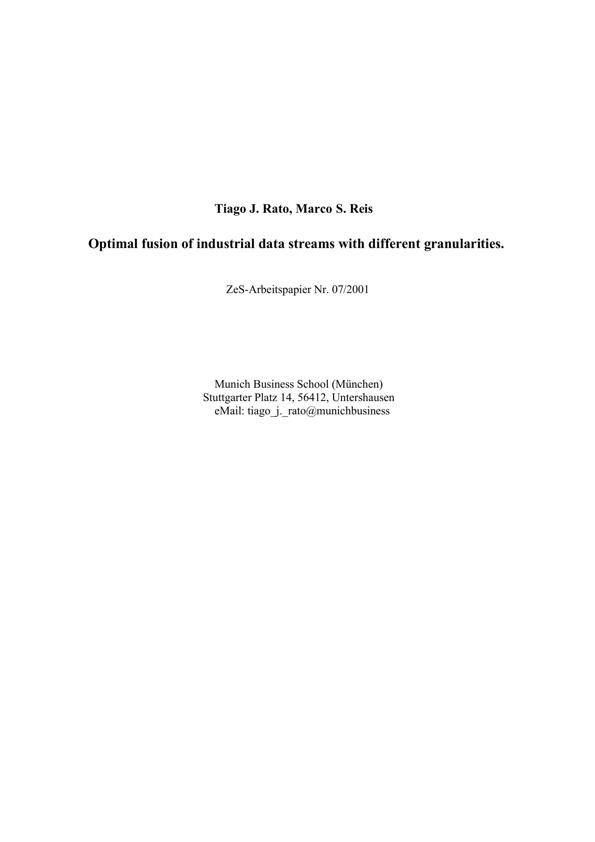 Tiago J. Rato, Marco S. Reis
Optimal fusion of industrial data streams with different granularities.
ZeS-Arbeitspapier Nr. 07/2001
Munich Business School (München)
Stuttgarter Platz 14, 56412, Untershausen
eMail: tiago_j._rato@munichbusiness